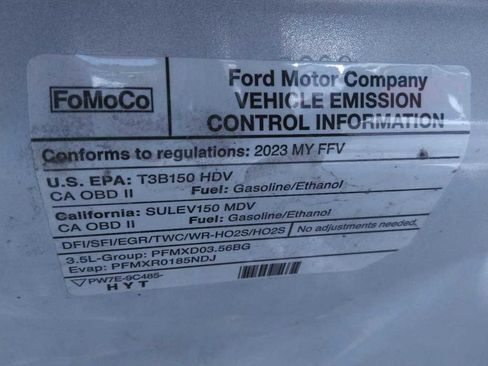 FoMoCo
Ford Motor Company
VEHICLE EMISSION
CONTROL INFORMATION
Conforms to regulations: 2023 MY FFV
U.S. EPA: T3B150 HDV
CA OBD II Fuel: Gasoline/Ethanol
California: SULEV150 MDV
CA OBD II Fuel: Gasoline/Ethanol
DFI/SFI/EGR/TWC/WR-HO2S/HO2S No adjustments needed.
3.5L-Group: PFMXD03.56BG
Evap: PFMXR0185NDJ
PW7E-9C485-
HYT